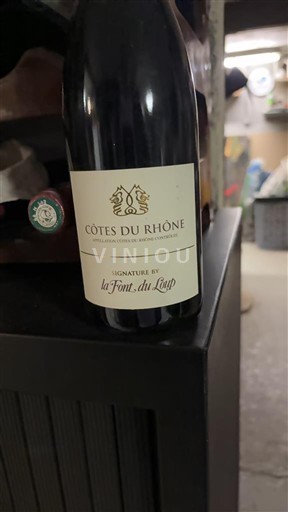 CÔTES DU RHÔNE
APPELLATION CÔTES DU RHÔNE CONTRÔLÉE
VINIOU
SIGNATURE BY
la Font du Loup